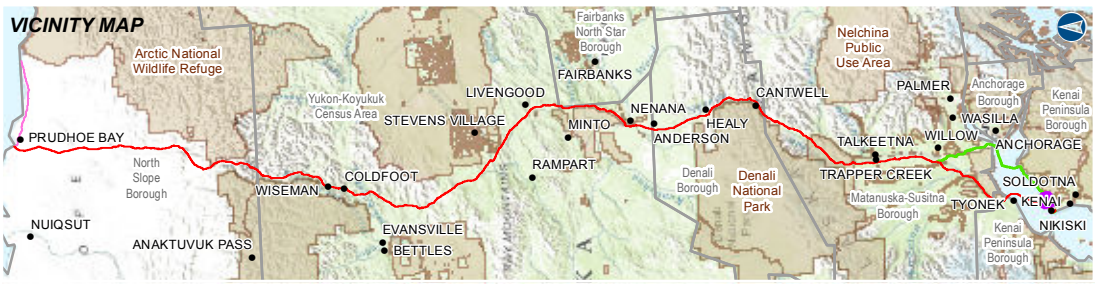 VICINITY MAP
Arctic National
Wildlife Refuge
Fairbanks
North Star
Borough
FAIRBANKS
Nelchina
Public
Use Area
PALMER
Anchorage
Borough
WASILLA
Kenai
Peninsula
Borough
LIVENGOOD
Yukon-Koyukuk
Census Area
STEVENS VILLAGE
MINTO
NENANA
ANDERSON
HEALY
CANTWELL
TALKEETNA
WILLOW
ANCHORAGE
PRUDHOE BAY
North
Slope
Borough
WISEMAN
COLDFOOT
RAMPART
Denali
Borough
Denali
National
Park
TRAPPER CREEK
Matanuska-Susitna
Borough
SOLDOTNA
TYONEK
KENAI
NIKISKI
NUIQSUT
ANAKTUVUK PASS
EVANSVILLE
BETTLES
Kenai
Peninsula
Borough